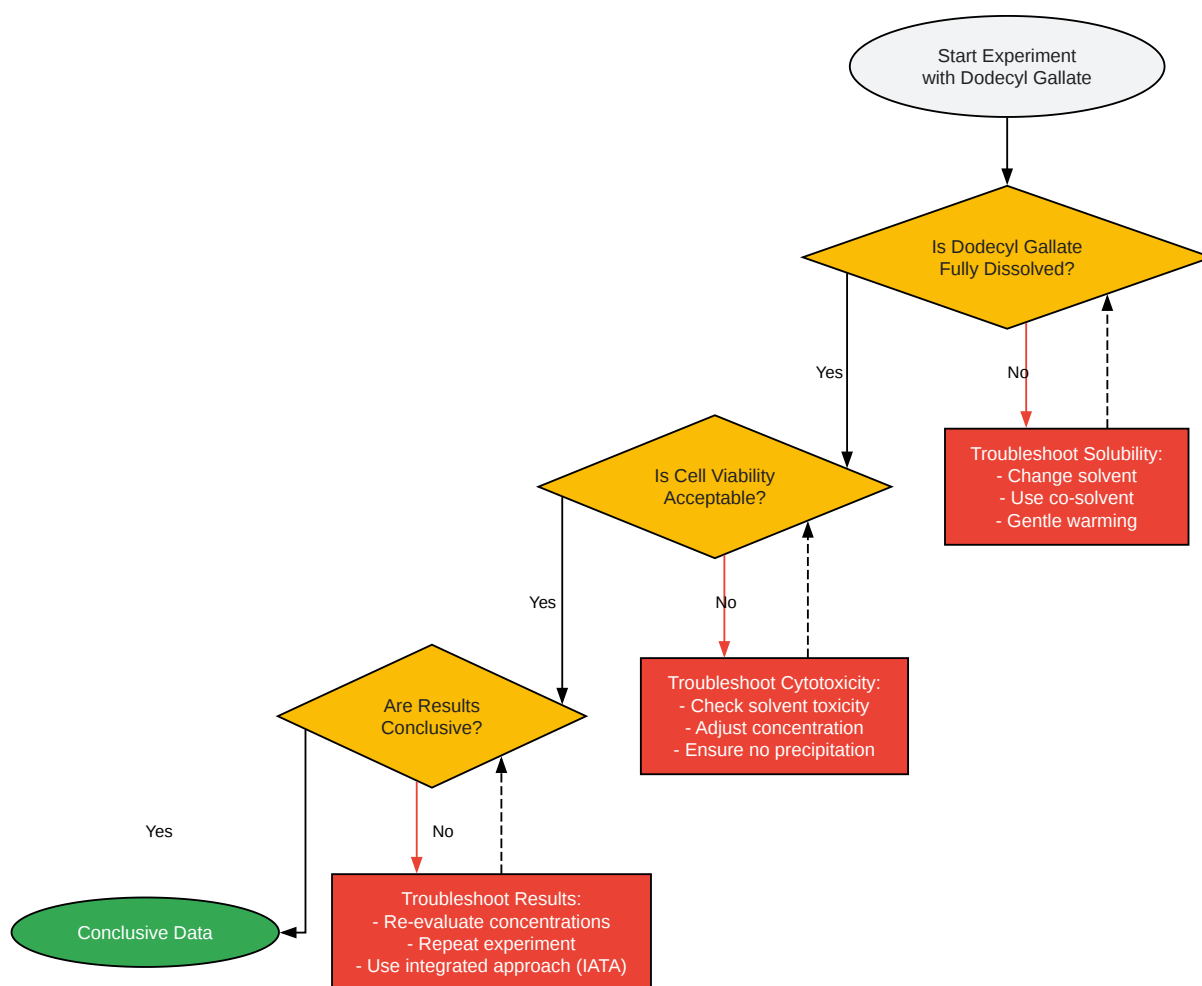 Start Experiment
with Dodecyl Gallate
Is Dodecyl Gallate
Fully Dissolved?
Yes
No
Troubleshoot Solubility:
- Change solvent
- Use co-solvent
- Gentle warming
Is Cell Viability
Acceptable?
Yes
No
Troubleshoot Cytotoxicity:
- Check solvent toxicity
- Adjust concentration
- Ensure no precipitation
Are Results
Conclusive?
Yes
No
Troubleshoot Results:
- Re-evaluate concentrations
- Repeat experiment
- Use integrated approach (IATA)
Conclusive Data